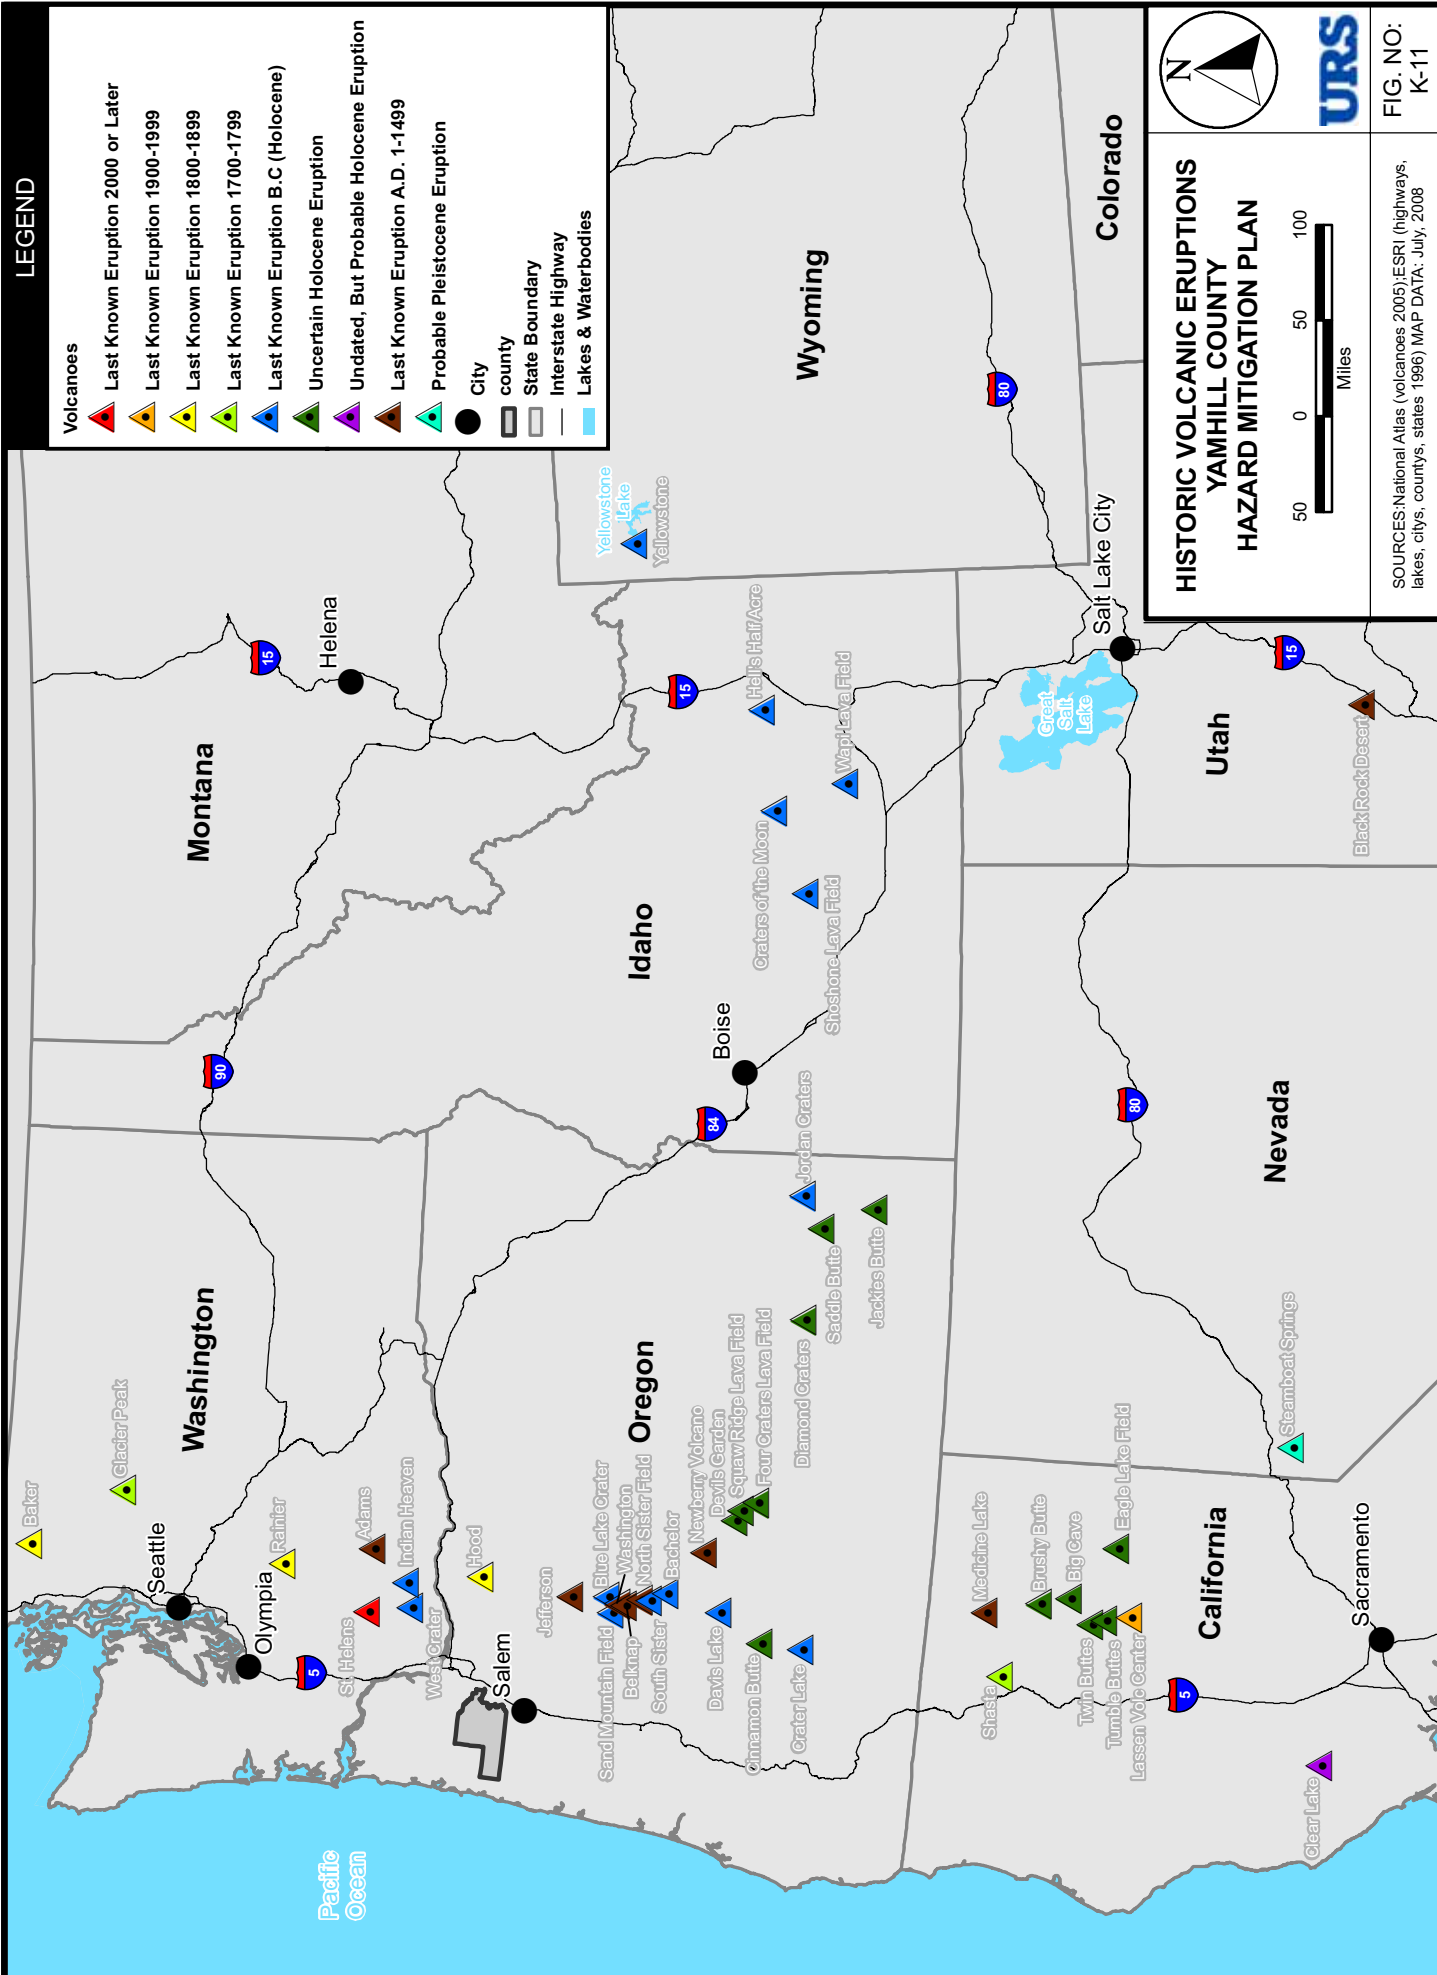 LEGEND
Volcanoes
Last Known Eruption 2000 or Later
Last Known Eruption 1900-1999
Last Known Eruption 1800-1899
Last Known Eruption 1700-1799
Last Known Eruption B.C (Holocene)
Uncertain Holocene Eruption
Undated, But Probable Holocene Eruption
Last Known Eruption A.D. 1-1499
Probable Pleistocene Eruption
City
county
State Boundary
Interstate Highway
Lakes & Waterbodies
Baker
Glacier Peak
Seattle
Washington
Rainier
Olympia
Adams
Indian Heaven
St. Helens
West Crater
5
90
Montana
15
Helena
Pacific
Ocean
Hood
Salem
Jefferson
Blue Lake Crater
Washington
North Sister Field
Bachelor
Sand Mountain Field
Belknap
South Sister
Newberry Volcano
Devils Garden
Squaw Ridge Lava Field
Four Craters Lava Field
Davis Lake
Cinnamon Butte
Crater Lake
Oregon
Diamond Craters
Saddle Butte
Jordan Craters
Jackies Butte
84
Boise
Idaho
15
Craters of the Moon
Shoshone Lava Field
Hell's Half Acre
Wapi Lava Field
Yellowstone
Lake
Yellowstone
Wyoming
80
Colorado
Medicine Lake
Shasta
Brushy Butte
Big Cave
Twin Buttes
Tumble Buttes
Lassen Volc Center
Eagle Lake Field
5
California
Sacramento
Clear Lake
Steamboat Springs
80
Nevada
Great
Salt
Lake
Salt Lake City
Utah
15
Black Rock Desert
HISTORIC VOLCANIC ERUPTIONS
YAMHILL COUNTY
HAZARD MITIGATION PLAN
50 0 50 100
Miles
SOURCES:National Atlas (volcanoes 2005);ESRI (highways,
lakes, citys, countys, states 1996) MAP DATA: July, 2008
N
URS
FIG. NO:
K-11